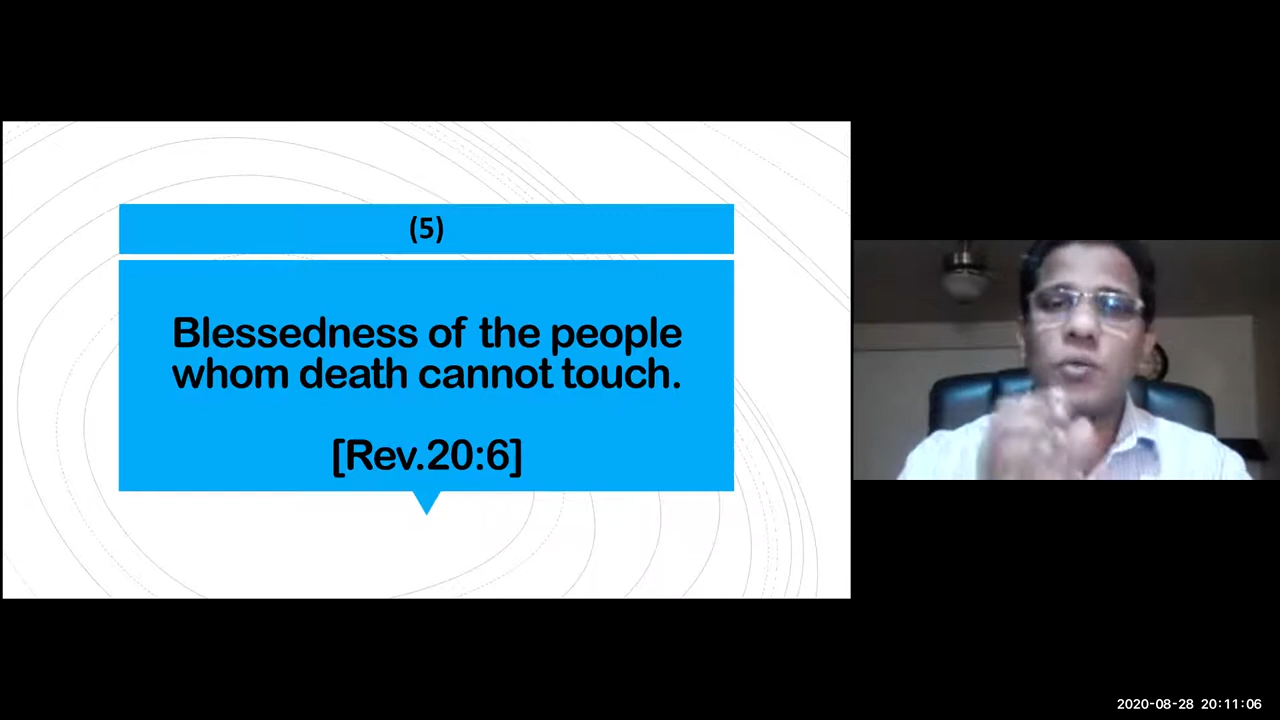 (5)
Blessedness of the people
whom death cannot touch.
[Rev.20:6]
2020-08-28 20:11:06